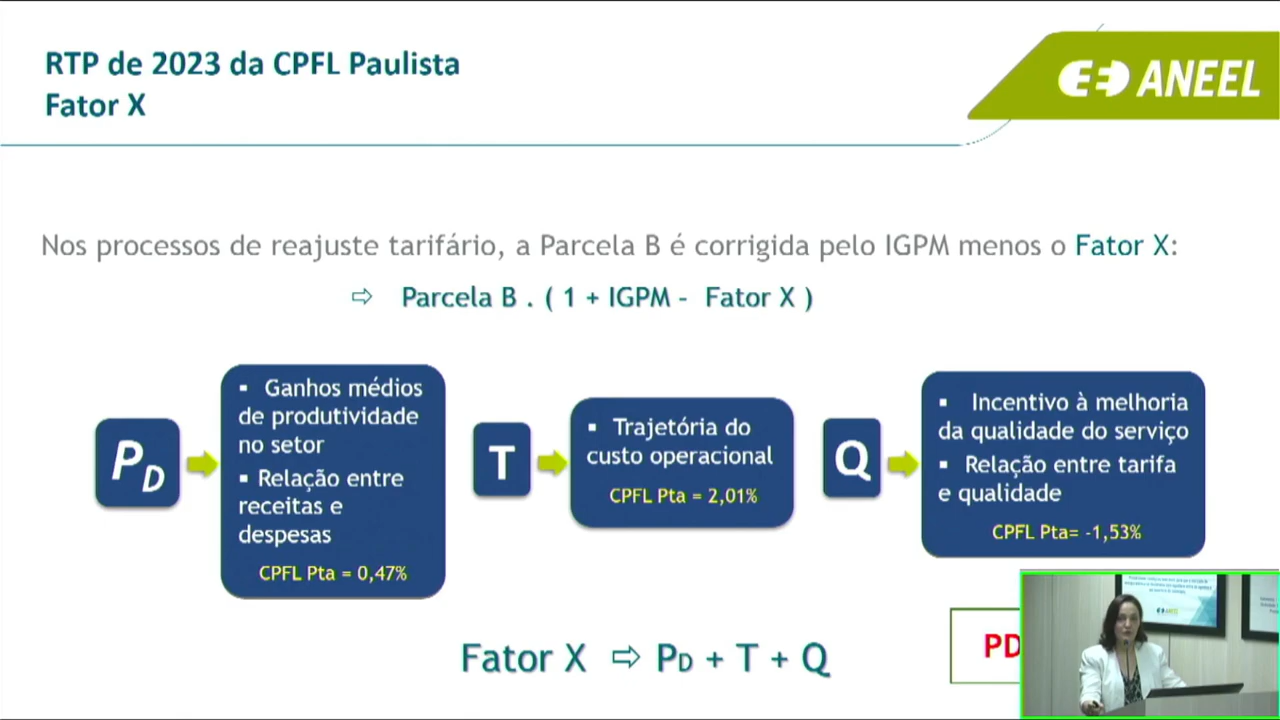 RTP de 2023 da CPFL Paulista
Fator X
ANEEL
Nos processos de reajuste tarifário, a Parcela B é corrigida pelo IGPM menos o Fator X:
⇨ Parcela B . ( 1 + IGPM – Fator X )
PD
▪ Ganhos médios
de produtividade
no setor
▪ Relação entre
receitas e
despesas
CPFL Pta = 0,47%
T
▪ Trajetória do
custo operacional
CPFL Pta = 2,01%
Q
▪ Incentivo à melhoria
da qualidade do serviço
▪ Relação entre tarifa
e qualidade
CPFL Pta= -1,53%
Fator X ⇨ PD + T + Q
PD
ANEEL